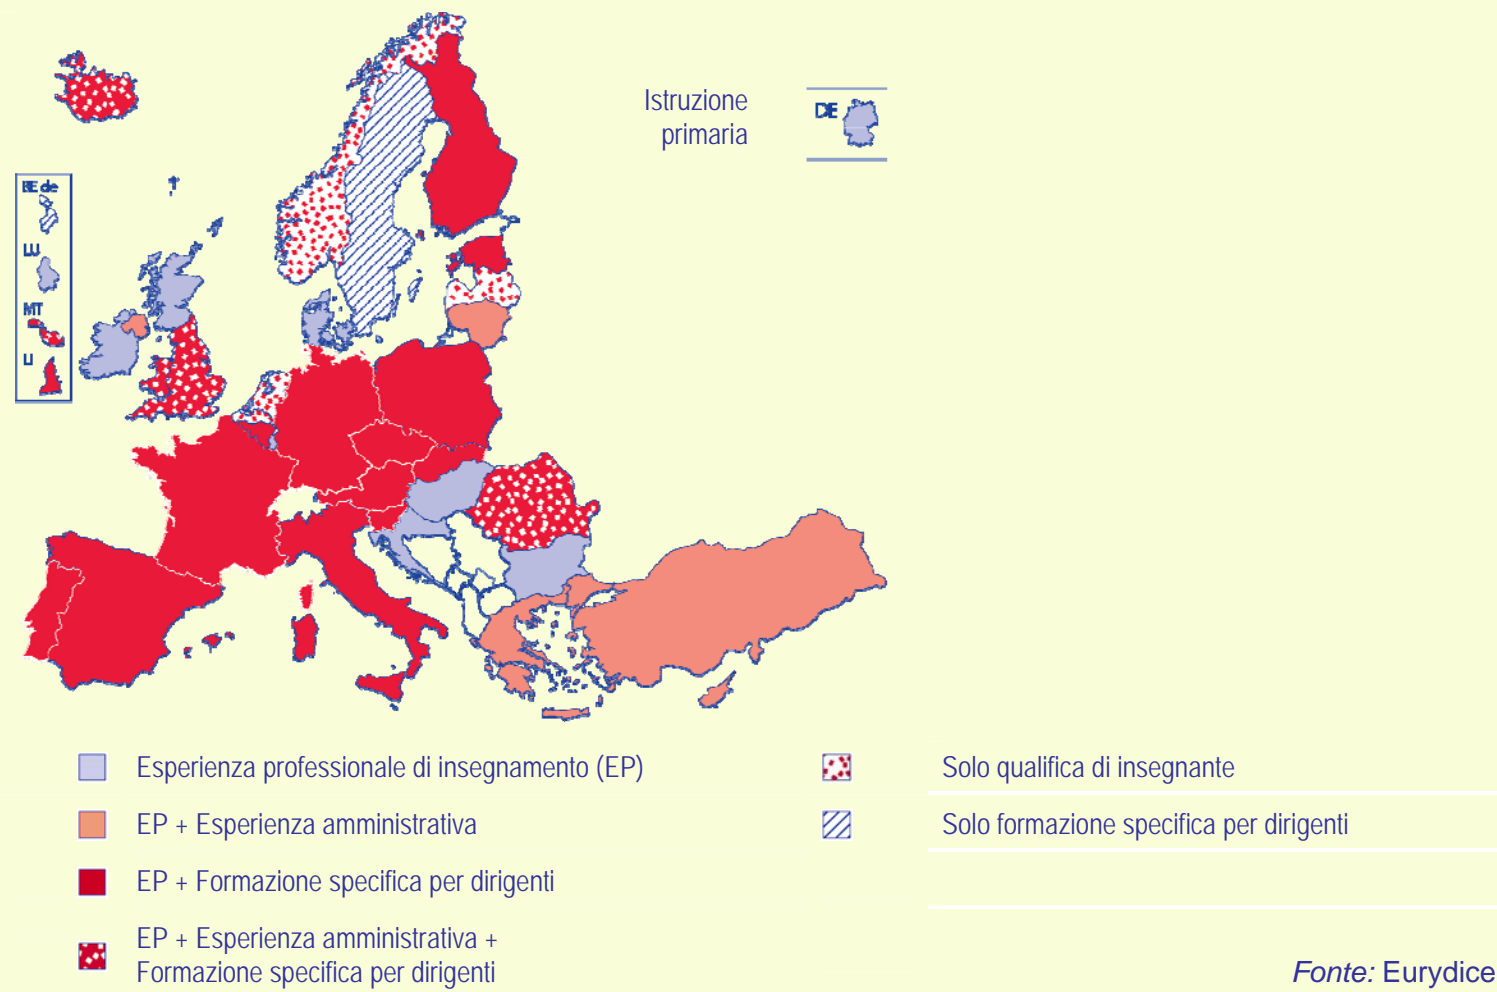 Istruzione
primaria
DE
BE de
LU
MT
LI
Esperienza professionale di insegnamento (EP)
EP + Esperienza amministrativa
EP + Formazione specifica per dirigenti
EP + Esperienza amministrativa +
Formazione specifica per dirigenti
Solo qualifica di insegnante
Solo formazione specifica per dirigenti
Fonte: Eurydice